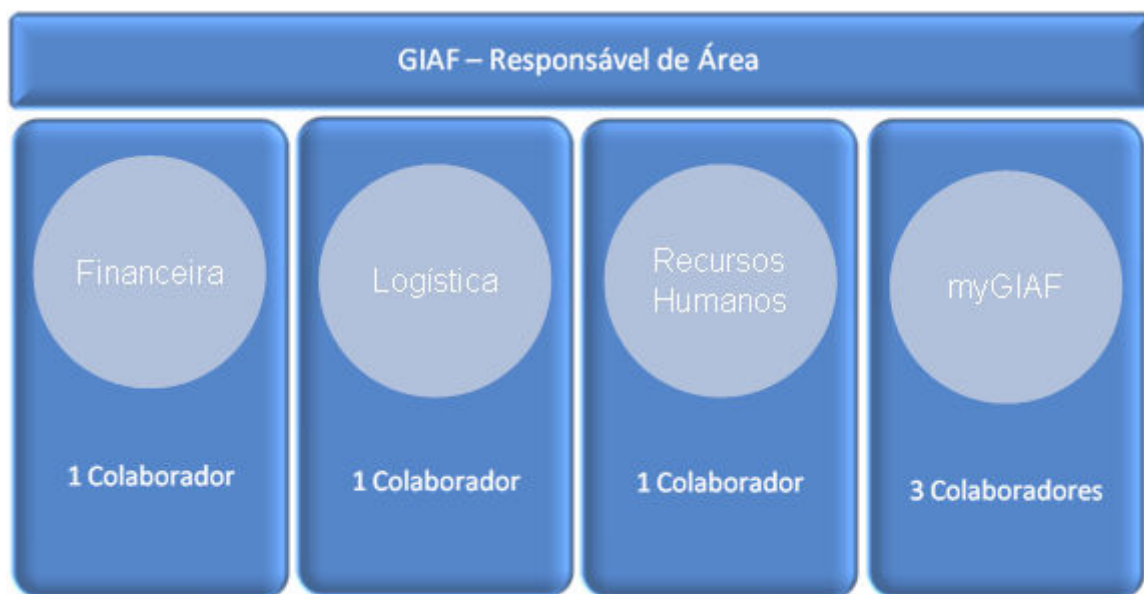 GIAF – Responsável de Área
Financeira
1 Colaborador
Logística
1 Colaborador
Recursos
Humanos
1 Colaborador
myGIAF
3 Colaboradores